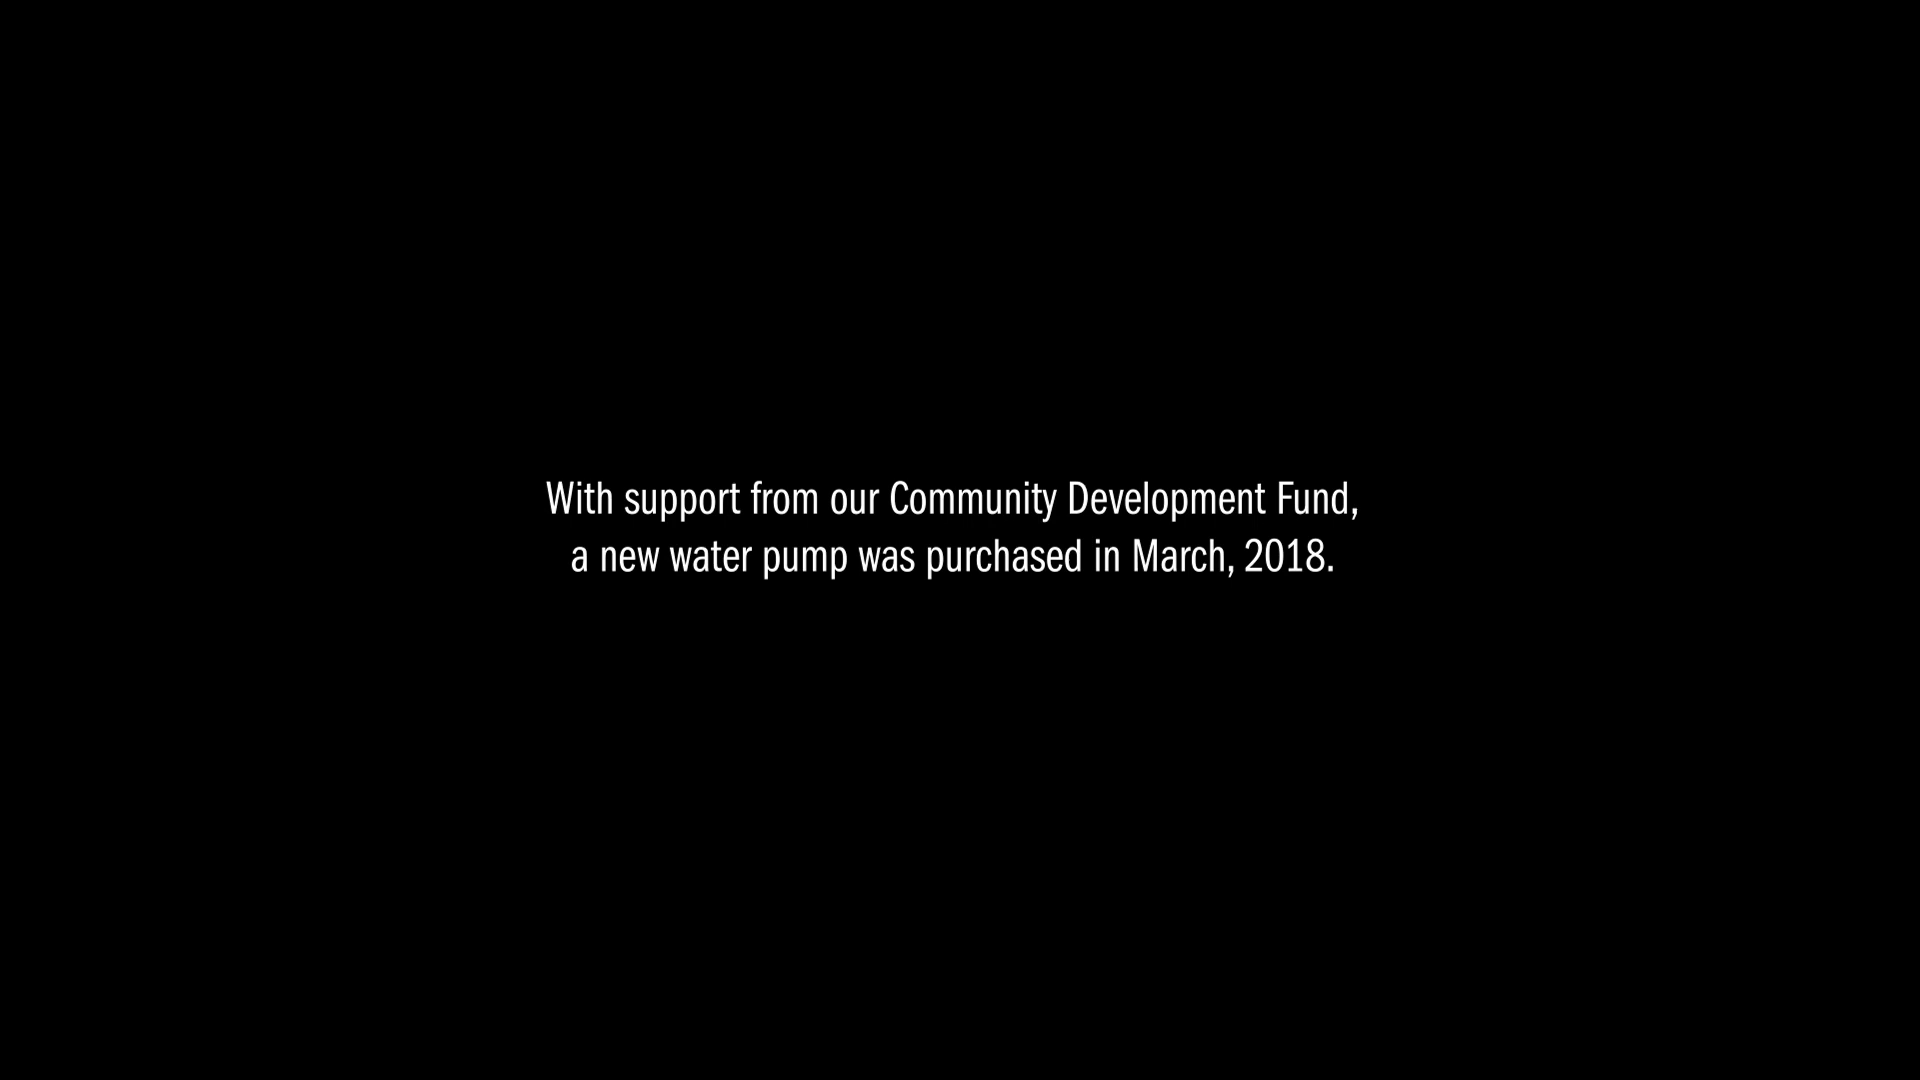 With support from our Community Development Fund,
a new water pump was purchased in March, 2018.